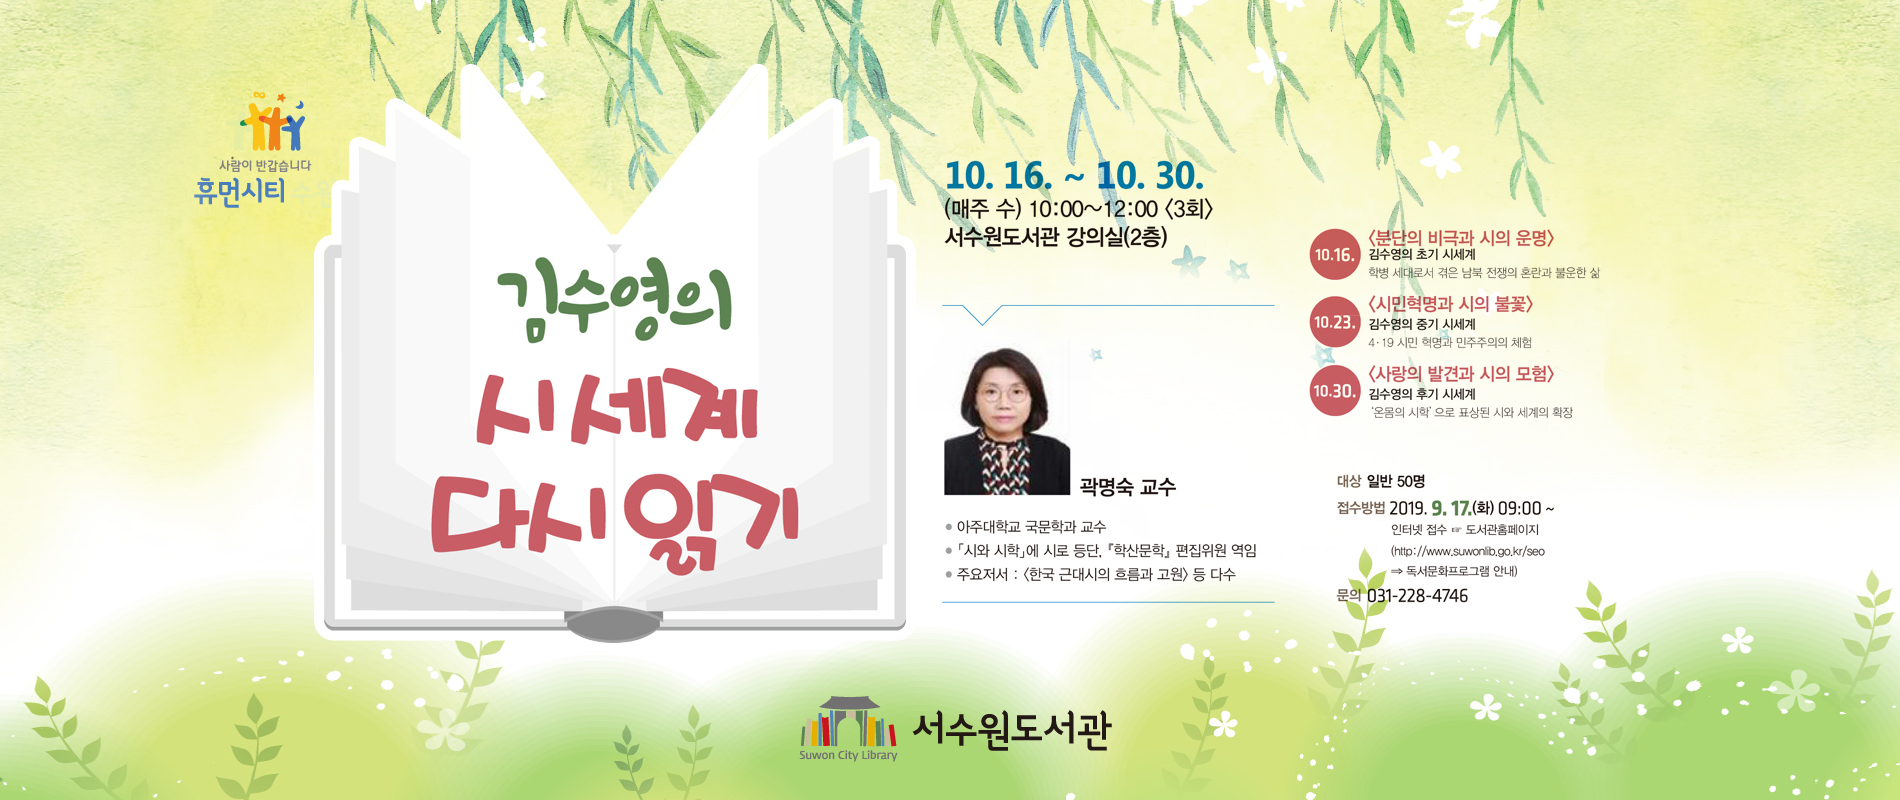 사람이 반갑습니다
휴먼시티
김수영의
시세계
다시 읽기
10. 16. ~ 10. 30.
(매주 수) 10:00~12:00 <3회>
서수원도서관 강의실(2층)
곽명숙 교수
● 아주대학교 국문학과 교수
● 「시와 시학」에 시로 등단, 『학산문학』 편집위원 역임
● 주요저서 : <한국 근대시의 흐름과 고원> 등 다수
10.16.
<분단의 비극과 시의 운명>
김수영의 초기 시세계
학병 세대로서 겪은 남북 전쟁의 혼란과 불운한 삶
10.23.
<시민혁명과 시의 불꽃>
김수영의 중기 시세계
4·19 시민 혁명과 민주주의의 체험
10.30.
<사랑의 발견과 시의 모험>
김수영의 후기 시세계
'온몸의 시학' 으로 표상된 시와 세계의 확장
대상 일반 50명
접수방법 2019. 9. 17.(화) 09:00 ~
인터넷 접수 ☞ 도서관홈페이지
(http://www.suwonlib.go.kr/seo
⇒ 독서문화프로그램 안내)
문의 031-228-4746
Suwon City Library
서수원도서관